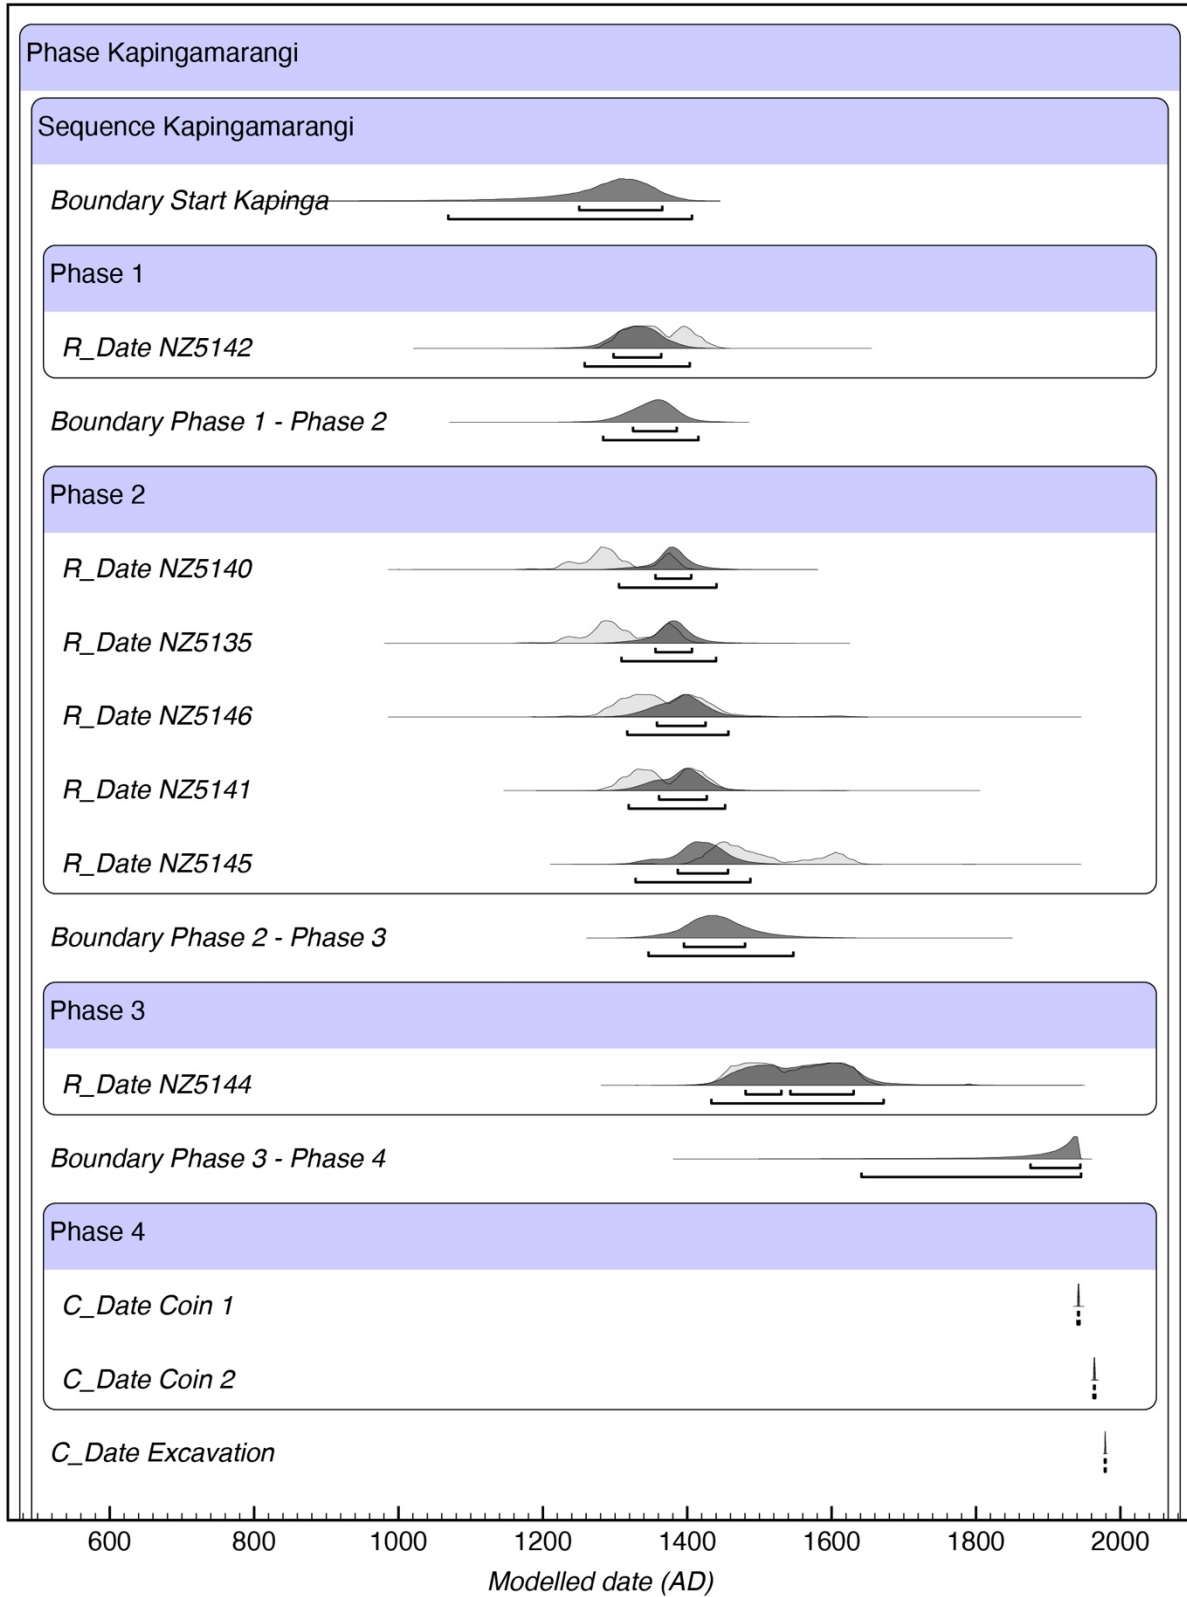 Phase Kapingamarangi
Sequence Kapingamarangi
Boundary Start Kapinga
Phase 1
R_Date NZ5142
Boundary Phase 1 - Phase 2
Phase 2
R_Date NZ5140
R_Date NZ5135
R_Date NZ5146
R_Date NZ5141
R_Date NZ5145
Boundary Phase 2 - Phase 3
Phase 3
R_Date NZ5144
Boundary Phase 3 - Phase 4
Phase 4
C_Date Coin 1
C_Date Coin 2
C_Date Excavation
600 800 1000 1200 1400 1600 1800 2000
Modelled date (AD)